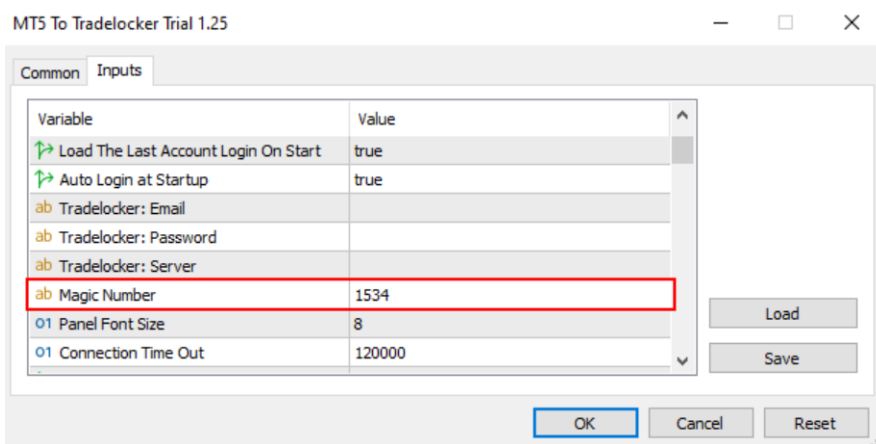 MT5 To Tradelocker Trial 1.25
Common Inputs
Variable Value
Load The Last Account Login On Start true
Auto Login at Startup true
ab Tradelocker: Email
ab Tradelocker: Password
ab Tradelocker: Server
ab Magic Number 1534
01 Panel Font Size 8
01 Connection Time Out 120000
Load
Save
OK Cancel Reset